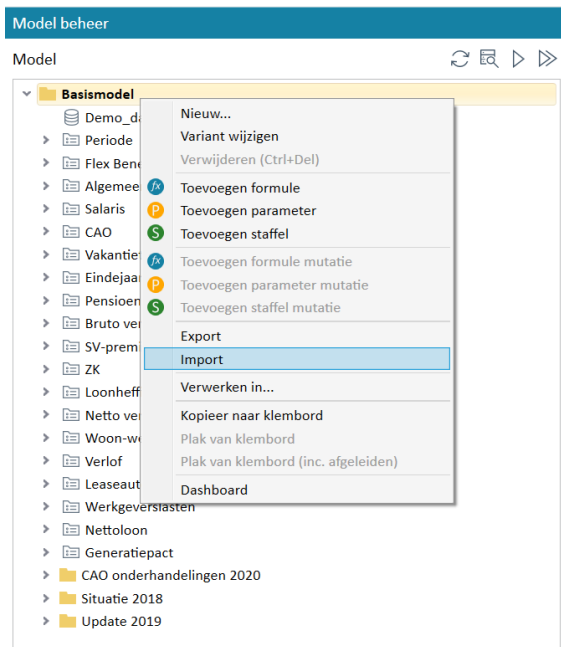 Model beheer
Model
Basismodel
Nieuw...
Demo_da
Variant wijzigen
Periode
Verwijderen (Ctrl+Del)
Flex Bene
fx Toevoegen formule
Algemee
P Toevoegen parameter
Salaris
S Toevoegen staffel
CAO
fx Toevoegen formule mutatie
Vakantie
P Toevoegen parameter mutatie
Eindejaa
S Toevoegen staffel mutatie
Pensioen
Export
Bruto ver
Import
SV-prem
Verwerken in...
ZK
Loonheff
Kopieer naar klembord
Netto ver
Plak van klembord
Woon-we
Plak van klembord (inc. afgeleiden)
Verlof
Dashboard
Leaseaut
Werkgeverslasten
Nettoloon
Generatiepact
CAO onderhandelingen 2020
Situatie 2018
Update 2019